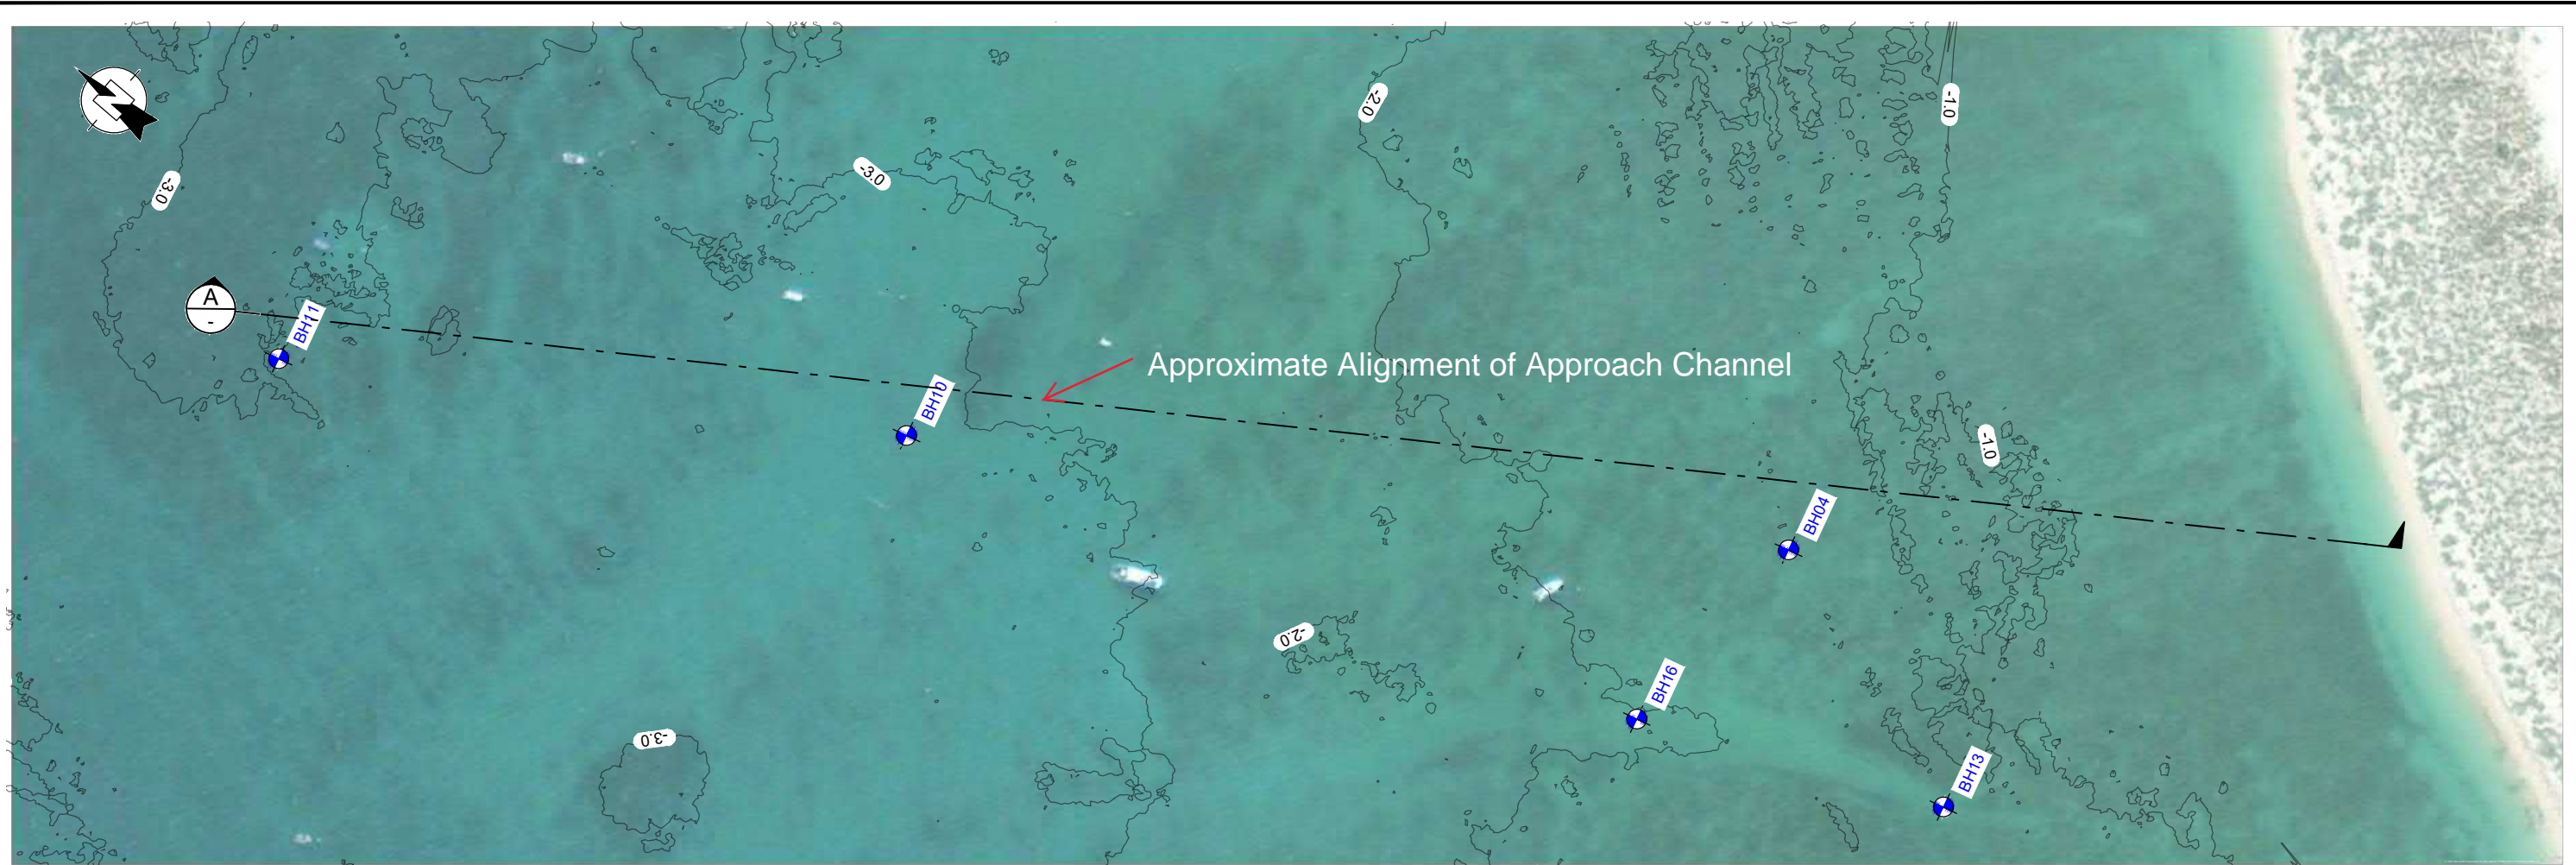 -2.0
-1.0
-3.0
-3.0
A
-
BH11
Approximate Alignment of Approach Channel
BH10
-1.0
BH04
-2.0
BH16
-3.0
BH13